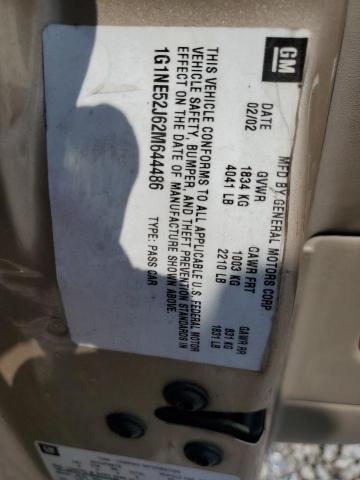 GM
MFD BY GENERAL MOTORS CORP
DATE GVWR GAWR FRT GAWR RR
02/02 1834 KG 1003 KG 831 KG
4041 LB 2210 LB 1831 LB
THIS VEHICLE CONFORMS TO ALL APPLICABLE U.S. FEDERAL MOTOR
VEHICLE SAFETY, BUMPER, AND THEFT PREVENTION STANDARDS IN
EFFECT ON THE DATE OF MANUFACTURE SHOWN ABOVE.
1G1NE52J62M644486 TYPE: PASS CAR
GM